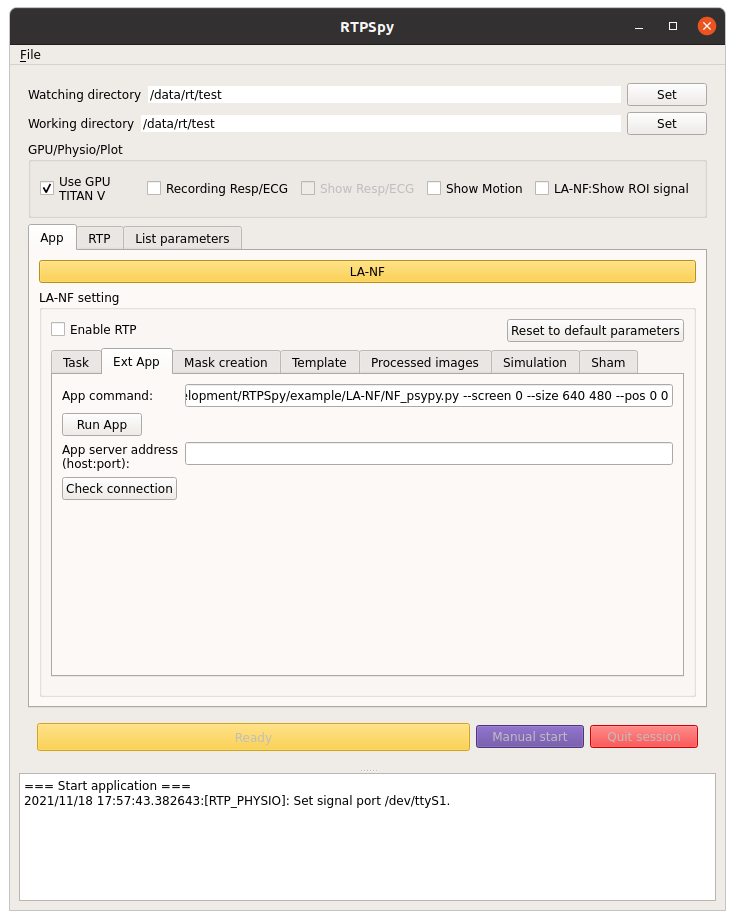 RTPSpy
File
Watching directory /data/rt/test Set
Working directory /data/rt/test Set
GPU/Physio/Plot
Use GPU
TITAN V
Recording Resp/ECG Show Resp/ECG Show Motion LA-NF:Show ROI signal
App RTP List parameters
LA-NF
LA-NF setting
Enable RTP Reset to default parameters
Task Ext App Mask creation Template Processed images Simulation Sham
App command: elopment/RTPSpy/example/LA-NF/NF_psypy.py --screen 0 --size 640 480 --pos 0 0
Run App
App server address
(host:port):
Check connection
Ready Manual start Quit session
=== Start application ===
2021/11/18 17:57:43.382643:[RTP_PHYSIO]: Set signal port /dev/ttyS1.